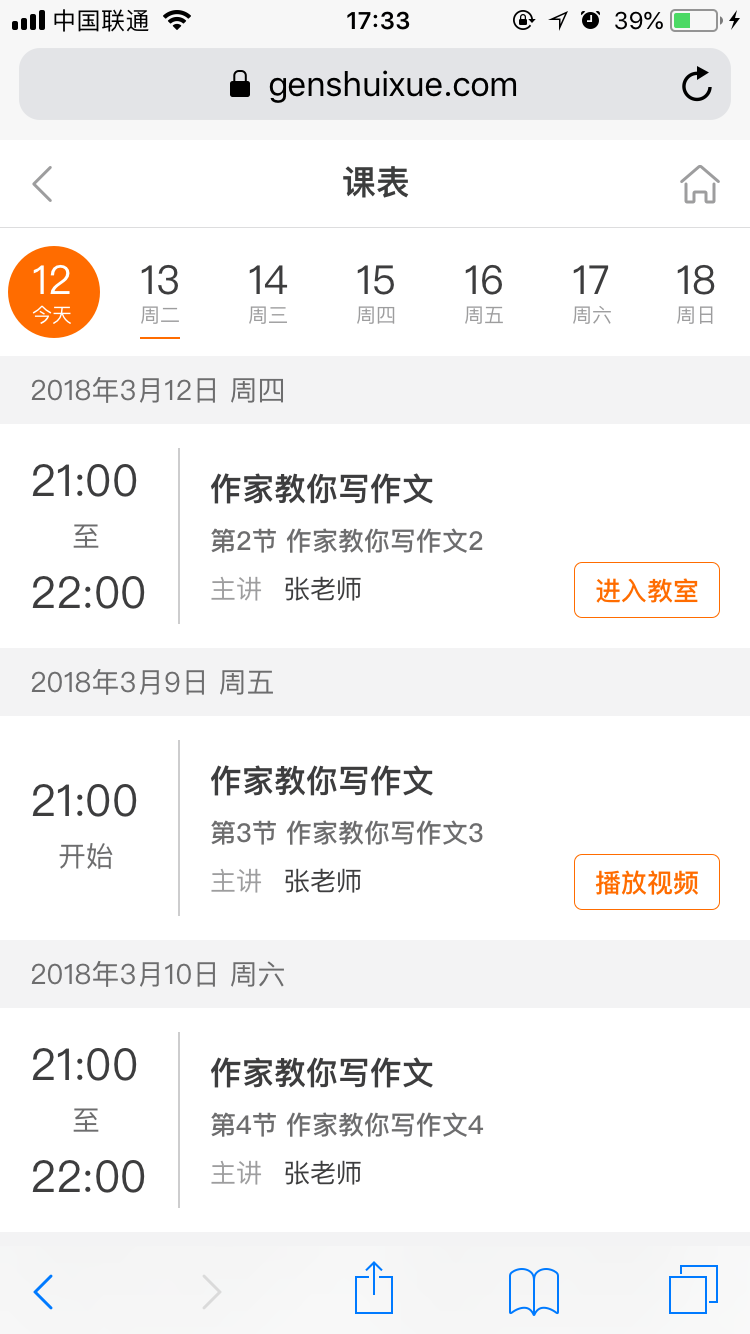 中国联通 17:33 39%
genshuixue.com
课表
12 13 14 15 16 17 18
今天 周二 周三 周四 周五 周六 周日
2018年3月12日 周四
21:00
至
22:00
作家教你写作文
第2节 作家教你写作文2
主讲 张老师
进入教室
2018年3月9日 周五
21:00
开始
作家教你写作文
第3节 作家教你写作文3
主讲 张老师
播放视频
2018年3月10日 周六
21:00
至
22:00
作家教你写作文
第4节 作家教你写作文4
主讲 张老师